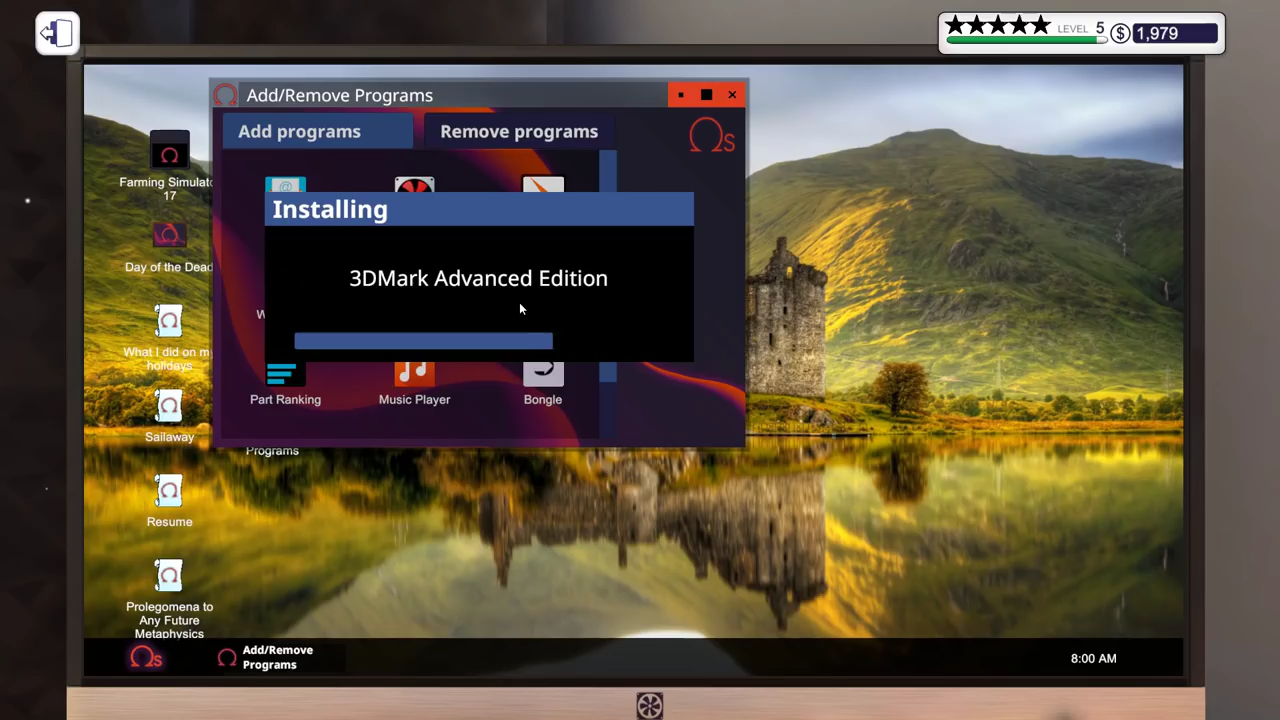 LEVEL 5
$ 1,979
Add/Remove Programs
Add programs
Remove programs
Ωs
Farming Simulato
17
Installing
3DMark Advanced Edition
Day of the Dead
W
What I did on m
holidays
Part Ranking
Music Player
Bongle
Sailaway
Programs
Resume
Prolegomena to
Any Future
Metaphysics
Ωs
Add/Remove
Programs
8:00 AM